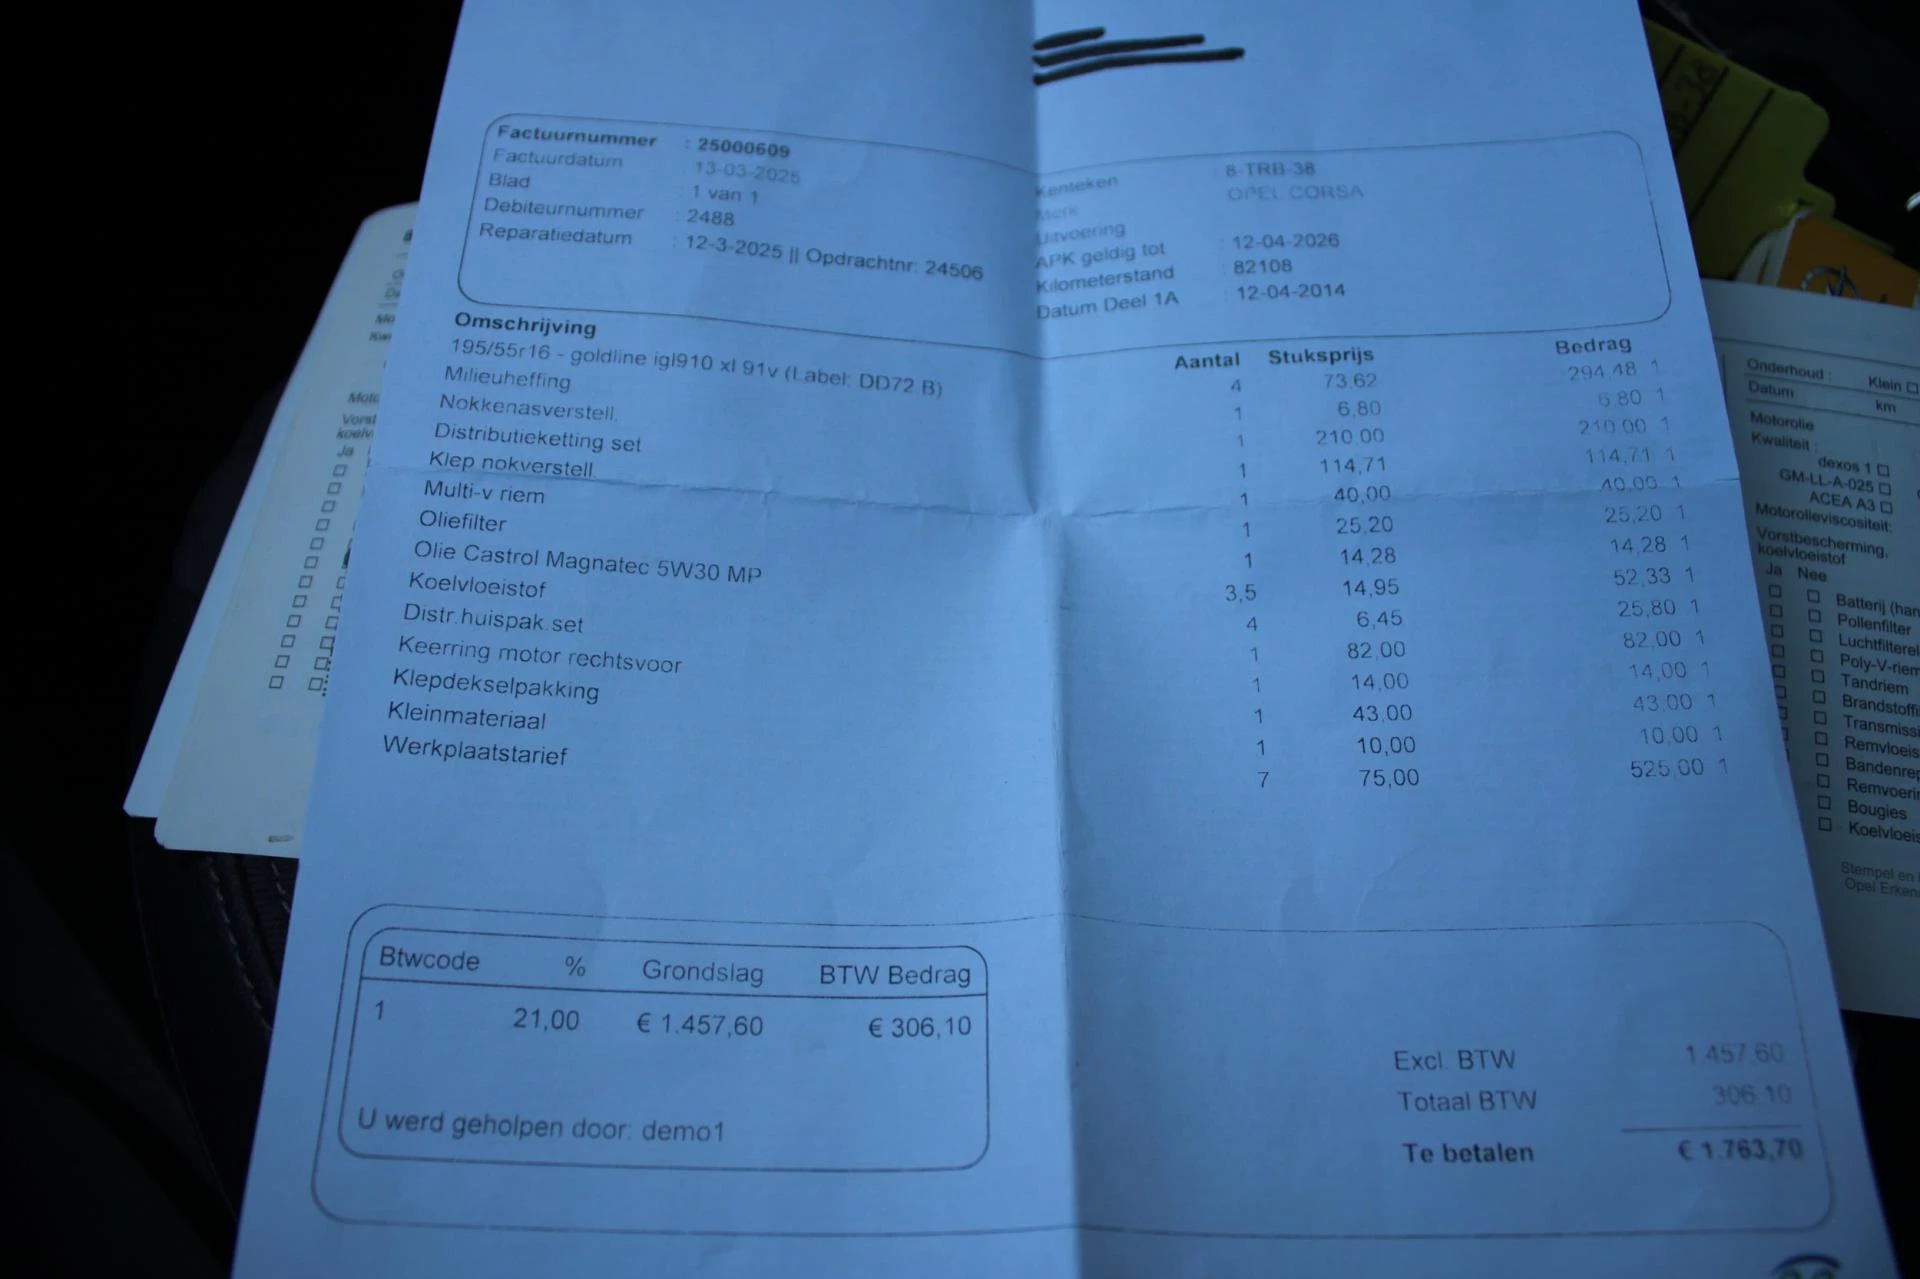 Factuurnummer : 25000609
Factuurdatum : 13-03-2025
Blad : 1 van 1
Debiteurnummer : 2488
Reparatiedatum : 12-3-2025 || Opdrachtnr: 24506
Kenteken : 8-TRB-38
Merk OPEL CORSA
Uitvoering
APK geldig tot : 12-04-2026
Kilometerstand : 82108
Datum Deel 1A : 12-04-2014
Omschrijving Aantal Stuksprijs Bedrag
195/55r16 - goldline igl910 xl 91v (Label: DD72 B) 4 73,62 294,48 1
Milieuheffing 1 6,80 6,80 1
Nokkenasverstell. 1 210,00 210,00 1
Distributieketting set 1 114,71 114,71 1
Klep nokverstell. 1 40,00 40,00 1
Multi-v riem 1 25,20 25,20 1
Oliefilter 1 14,28 14,28 1
Olie Castrol Magnatec 5W30 MP 3,5 14,95 52,33 1
Koelvloeistof 4 6,45 25,80 1
Distr.huispak.set 1 82,00 82,00 1
Keerring motor rechtsvoor 1 14,00 14,00 1
Klepdekselpakking 1 43,00 43,00 1
Kleinmateriaal 1 10,00 10,00 1
Werkplaatstarief 7 75,00 525,00 1
Btwcode % Grondslag BTW Bedrag
1 21,00 € 1.457,60 € 306,10
U werd geholpen door: demo1
Excl. BTW 1.457,60
Totaal BTW 306,10
Te betalen € 1.763,70
Onderhoud : Klein
Datum km
Motorolie
Kwaliteit :
dexos 1
GM-LL-A-025
ACEA A3
Motorolieviscositeit:
Vorstbescherming,
koelvloeistof
Ja Nee
Batterij
Pollenfilter
Poly-V-riem
Tandriem
Bougies
Stempel en
Opel
Ja